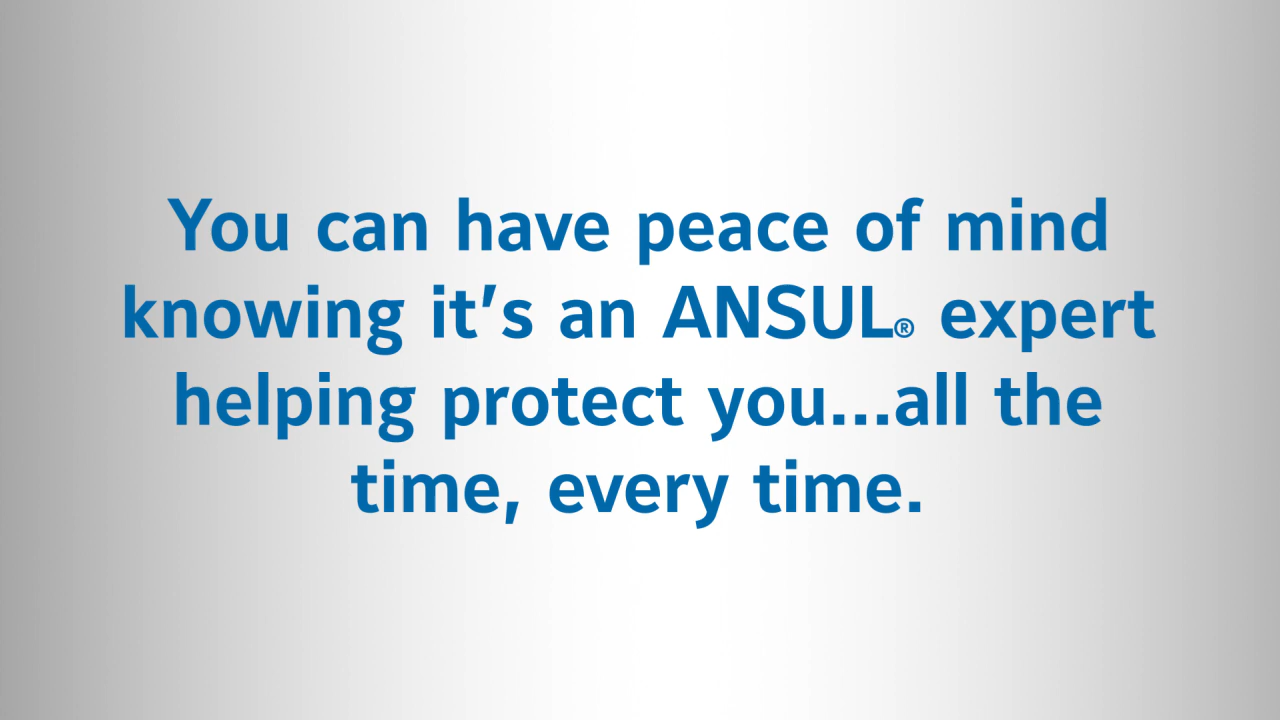 You can have peace of mind
knowing it’s an ANSUL® expert
helping protect you...all the
time, every time.